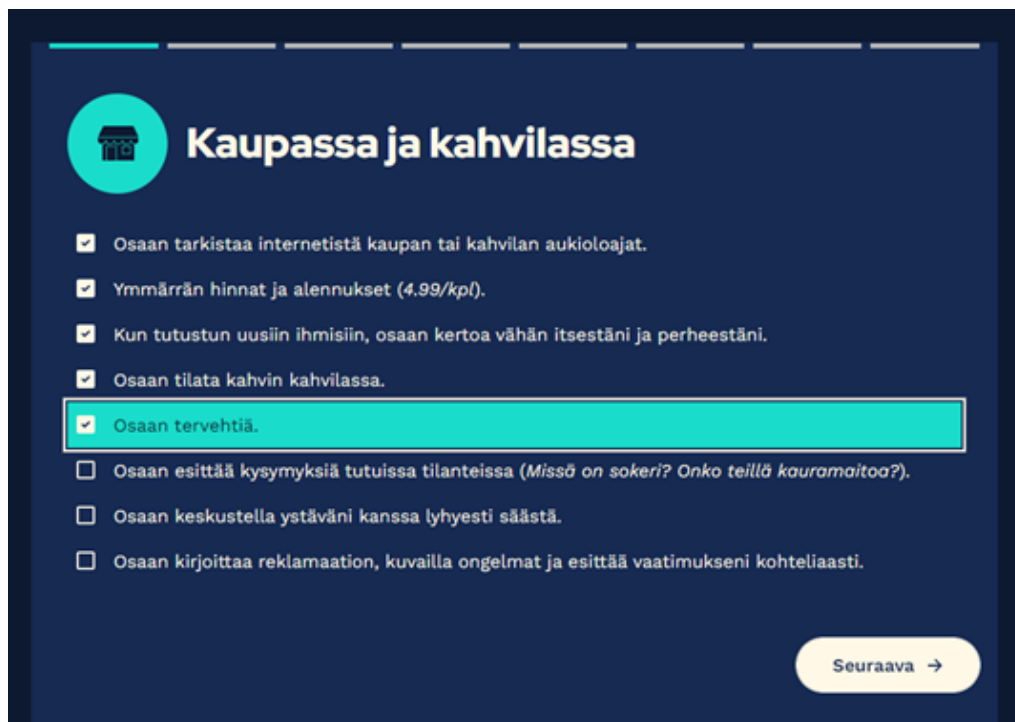 Kaupassa ja kahvilassa
Osaan tarkistaa internetistä kaupan tai kahvilan aukioloajat.
Ymmärrän hinnat ja alennukset (4.99/kpl).
Kun tutustun uusiin ihmisiin, osaan kertoa vähän itsestäni ja perheestäni.
Osaan tilata kahvin kahvilassa.
Osaan tervehtiä.
Osaan esittää kysymyksiä tutuissa tilanteissa (Missä on sokeri? Onko teillä kauramaitoa?).
Osaan keskustella ystäväni kanssa lyhyesti säästä.
Osaan kirjoittaa reklamaation, kuvailla ongelmat ja esittää vaatimukseni kohteliaasti.
Seuraava →